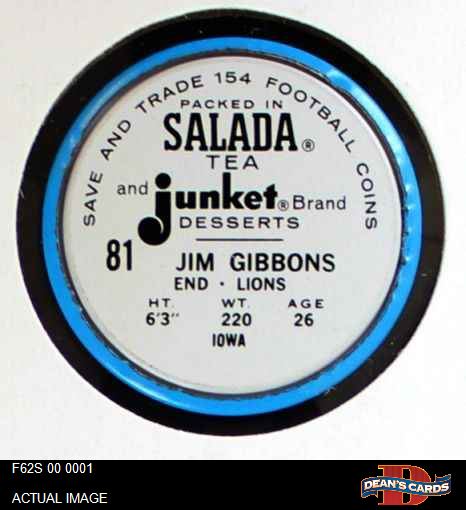 SAVE AND TRADE 154 FOOTBALL COINS
PACKED IN
SALADA®
TEA
and junket® Brand
DESSERTS
81 JIM GIBBONS
END · LIONS
HT. WT. AGE
6'3" 220 26
IOWA
F62S 00 0001
ACTUAL IMAGE
D
DEAN'S CARDS